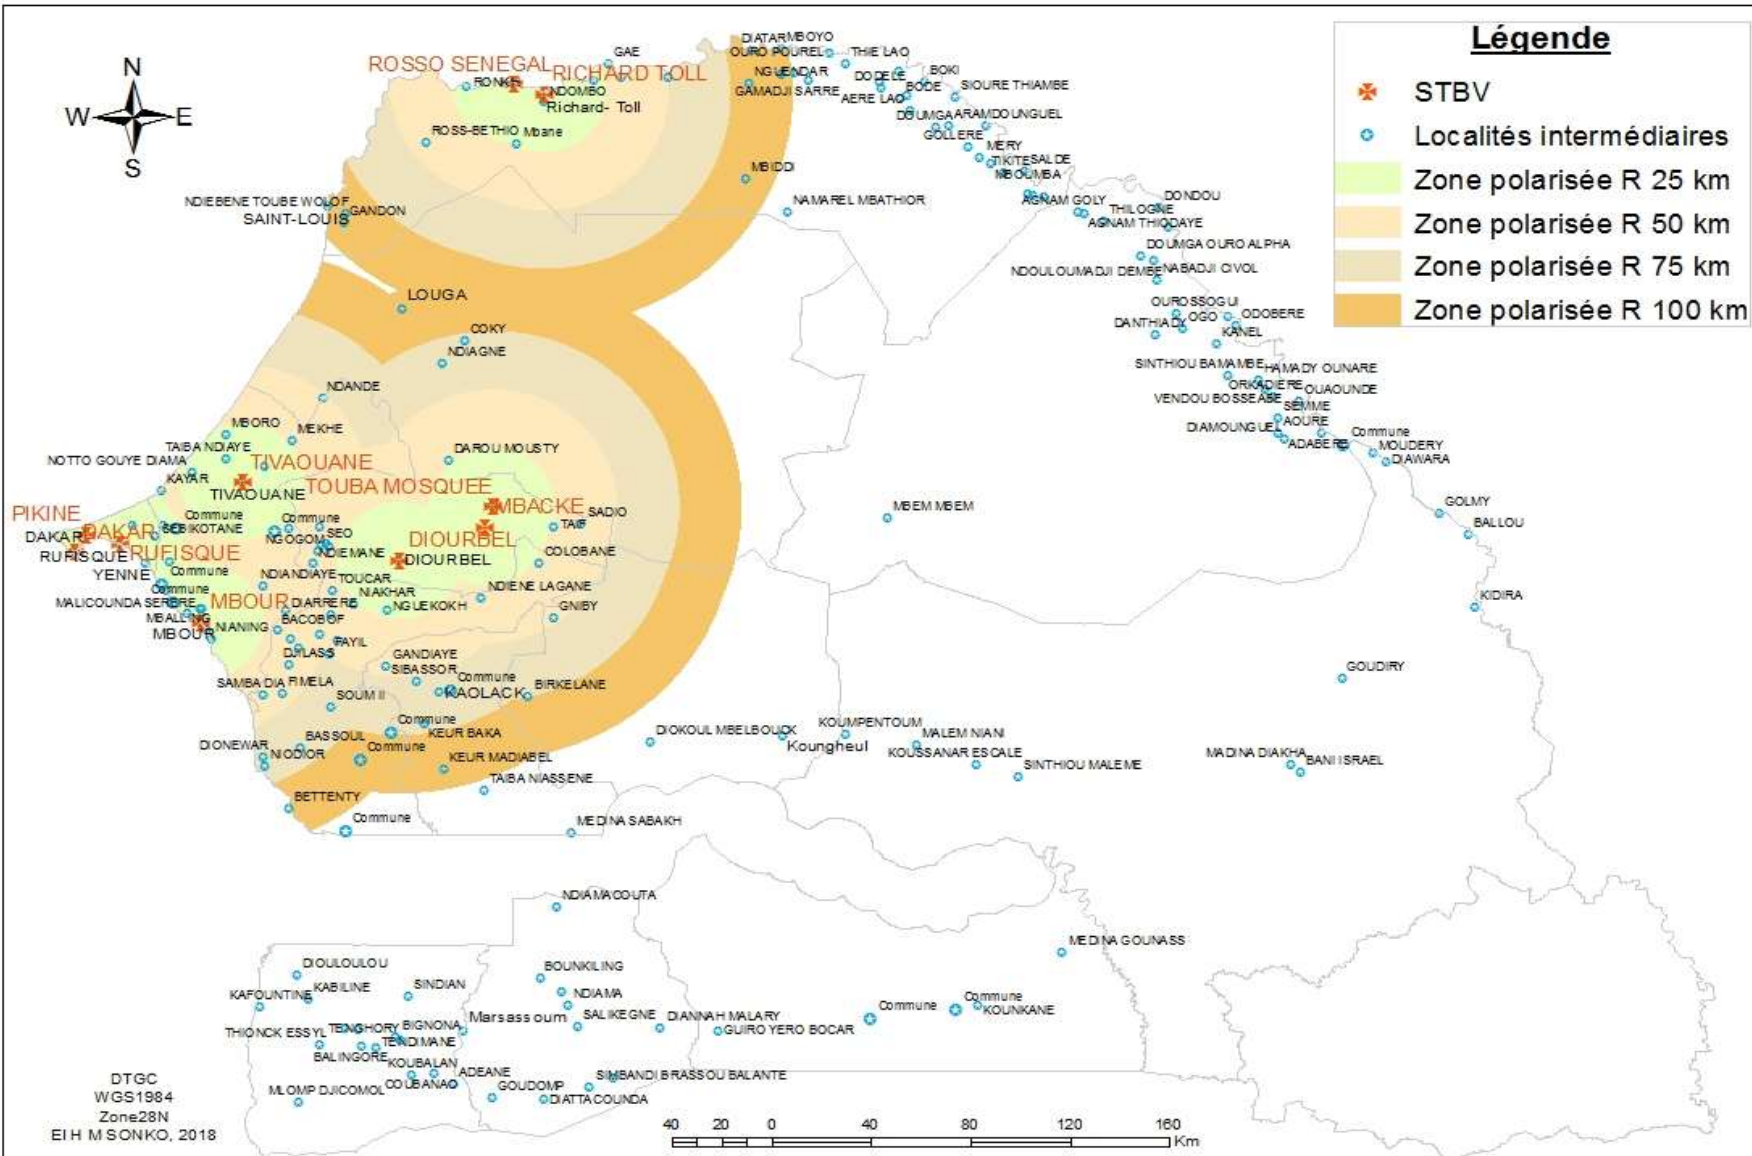 Légende
STBV
Localités intermédiaires
Zone polarisée R 25 km
Zone polarisée R 50 km
Zone polarisée R 75 km
Zone polarisée R 100 km
N
W E
S
ROSSO SENEGAL
GAE
RICHARD TOLL
NDOMBO
Richard- Toll
ROSS-BETHIO
Mbane
DIATAR
MBOYO
OURO POUREL
THIE LAO
NGUENDAR
GAMADJI SARRE
DODELE
BOKI
BODE
AERE LAO
SIOURE THIAMBE
DOUMGA
ARAMDOUNGUEL
GOLLERE
MERY
TIKITE
SALDE
MBOUMBA
MBIDDI
NAMAREL MBATHIOR
AGNAM GOLY
THILOGNE
DONDOU
AGNAM THIODAYE
DOUMGA OURO ALPHA
NDOULOUMADJI DEMBE
NABADJI CIVOL
OUROSSOGUI
OGO
ODOBERE
DANTHIADY
KANEL
SINTHIOU BAMAMBE
HAMADY OUNARE
ORKADIERE
OUAOUNDE
VENDOU BOSSEABE
SEMME
AOURE
DIAMOUNGUEL
ADABERE
Commune
MOUDERY
DIAWARA
GOLMY
BALLOU
KIDIRA
NDIEBENE TOUBE WOLOF
GANDON
SAINT-LOUIS
LOUGA
COKY
NDIAGNE
NDANDE
MBORO
MEKHE
TAIBA NDIAYE
NOTTO GOUYE DIAMA
TIVAOUANE
DAROU MOUSTY
KAYAR
TIVAOUANE
TOUBA MOSQUEE
MBACKE
PIKINE
DAKAR
DAKAR
Commune
SEBIKOTANE
Commune
NGOGOM
SEO
DIOURBEL
TAIF
SADIO
RUFISQUE
RUFISQUE
NDIEMANE
DIOURBEL
COLOBANE
YENNE
Commune
NDIANDIAYE
TOUCAR
Commune
NIAKHAR
NDIENE LAGANE
MALICOUNDA SERERE
MBOUR
DIARRERE
NGUEKOKH
GNIBY
MBALLING
BACOBOF
MBOUR
NIANING
FAYIL
DJILASS
GANDIAYE
SIBASSOR
SAMBA DIA
FIMELA
Commune
KAOLACK
BIRKELANE
SOUM II
Commune
KEUR BAKA
BASSOUL
DIONEWAR
NIODIOR
Commune
KEUR MADIABEL
TAIBA NIASSENE
BETTENTY
Commune
MEDINA SABAKH
MBEM MBEM
DIOKOUL MBELBOUCK
KOUMPENTOUM
Koungheul
MALEM NIANI
KOUSSANAR ESCALE
SINTHIOU MALEME
GOUDIRY
MADINA DIAKHA
BANI ISRAEL
NDIAMACOUTA
MEDINA GOUNASS
DIOULOULOU
BOUNKILING
KABILINE
SINDIAN
KAFOUNTINE
NDIAMA
Marsassoum
SALIKEGNE
DIANNAH MALARY
GUIRO YERO BOCAR
Commune
Commune
KOUNKANE
THIONCK ESSYL
TENGHORY
BIGNONA
TENDIMANE
BALINGORE
KOUBALAN
COUBANAO
ADEANE
SIMBANDI BRASSOU BALANTE
MLOMP DJICOMOL
GOUDOMP
DIATTACOUNDA
DTGC
WGS1984
Zone28N
El H M SONKO, 2018
40 20 0 40 80 120 160
Km